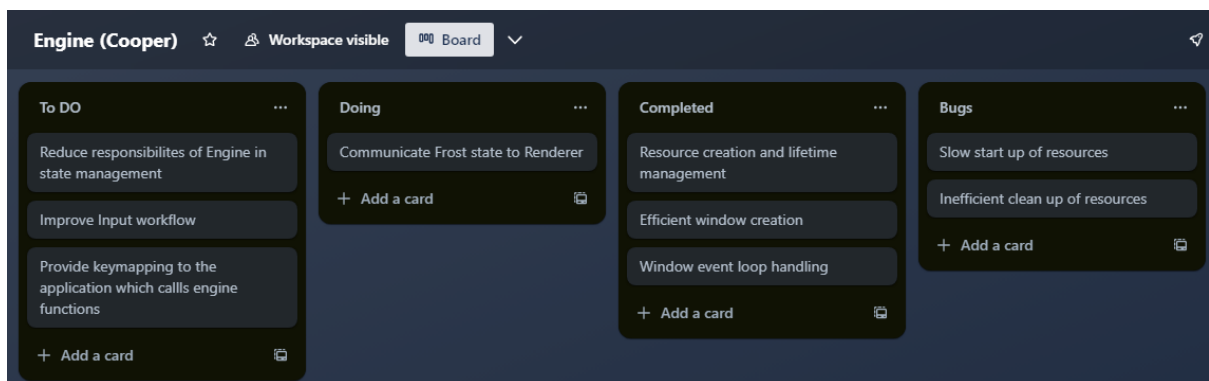 Engine (Cooper)
Workspace visible
Board
To DO
Reduce responsibilites of Engine in
state management
Improve Input workflow
Provide keymapping to the
application which callls engine
functions
+ Add a card
Doing
Communicate Frost state to Renderer
+ Add a card
Completed
Resource creation and lifetime
management
Efficient window creation
Window event loop handling
+ Add a card
Bugs
Slow start up of resources
Inefficient clean up of resources
+ Add a card